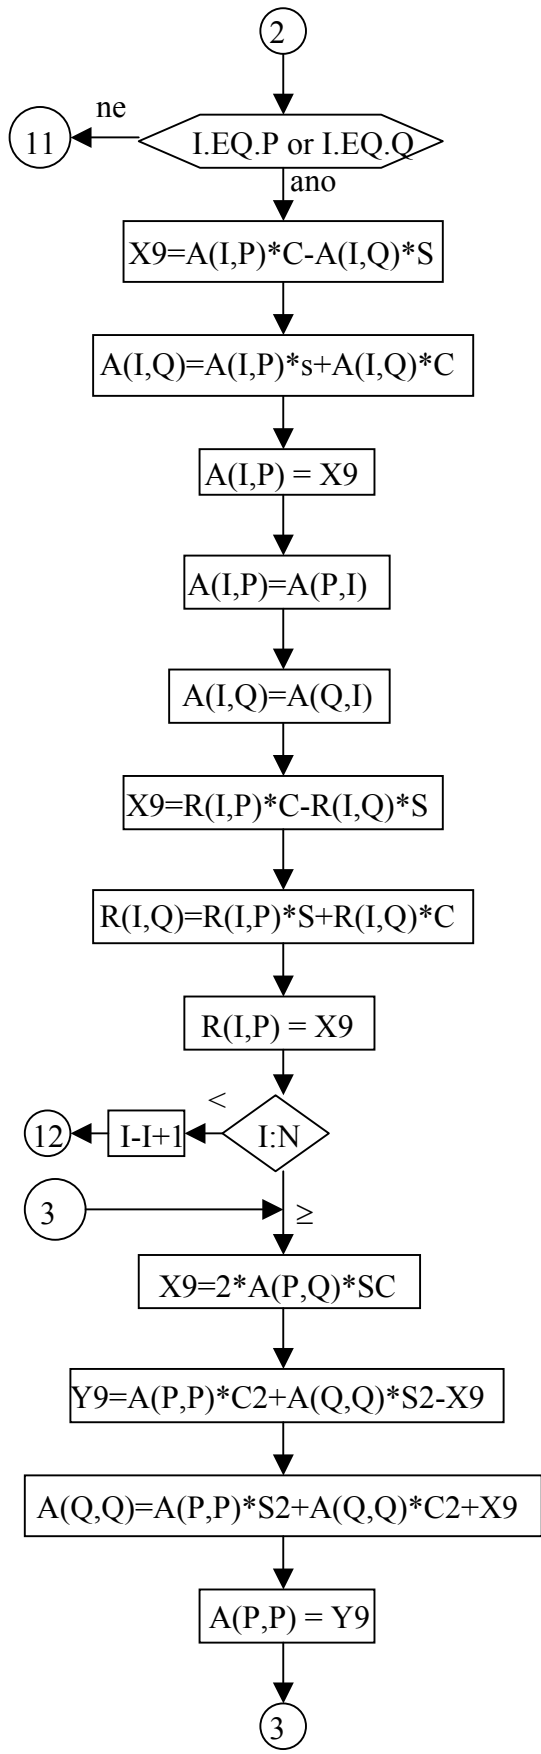 2
ne
11
I.EQ.P or I.EQ.Q
ano
X9=A(I,P)*C-A(I,Q)*S
A(I,Q)=A(I,P)*s+A(I,Q)*C
A(I,P) = X9
A(I,P)=A(P,I)
A(I,Q)=A(Q,I)
X9=R(I,P)*C-R(I,Q)*S
R(I,Q)=R(I,P)*S+R(I,Q)*C
R(I,P) = X9
<
12
I-I+1
I:N
3
≥
X9=2*A(P,Q)*SC
Y9=A(P,P)*C2+A(Q,Q)*S2-X9
A(Q,Q)=A(P,P)*S2+A(Q,Q)*C2+X9
A(P,P) = Y9
3